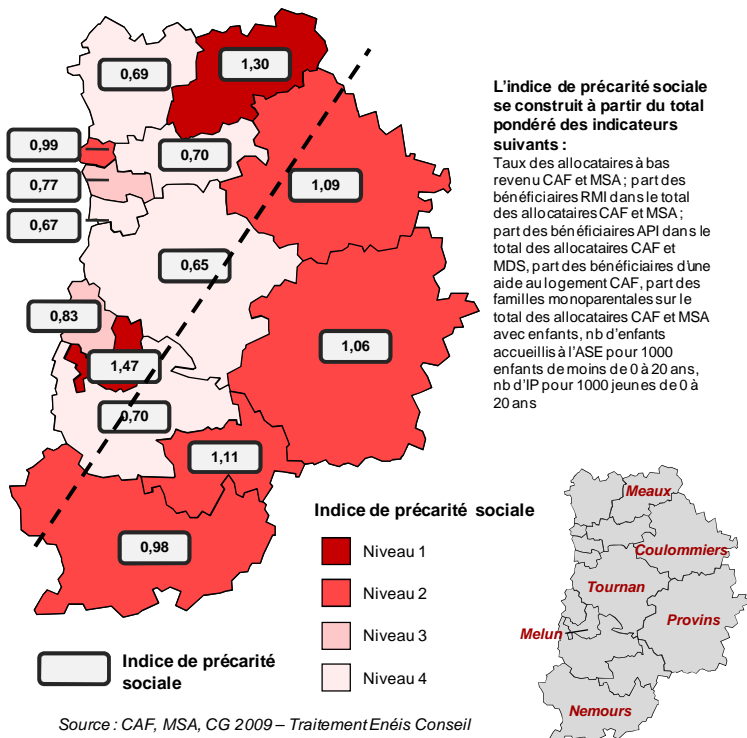 0,69
1,30
0,99
0,70
0,77
1,09
0,67
0,65
0,83
1,06
1,47
0,70
1,11
0,98
L'indice de précarité sociale
se construit à partir du total
pondéré des indicateurs
suivants :
Taux des allocataires à bas
revenu CAF et MSA ; part des
bénéficiaires RMI dans le total
des allocataires CAF et MSA ;
part des bénéficiaires API dans le
total des allocataires CAF et
MDS, part des bénéficiaires d'une
aide au logement CAF, part des
familles monoparentales sur le
total des allocataires CAF et MSA
avec enfants, nb d'enfants
accueillis à l'ASE pour 1000
enfants de moins de 0 à 20 ans,
nb d'IP pour 1000 jeunes de 0 à
20 ans
Indice de précarité sociale
Niveau 1
Niveau 2
Niveau 3
Niveau 4
Indice de précarité
sociale
Meaux
Coulommiers
Tournan
Provins
Melun
Nemours
Source : CAF, MSA, CG 2009 – Traitement Enéis Conseil